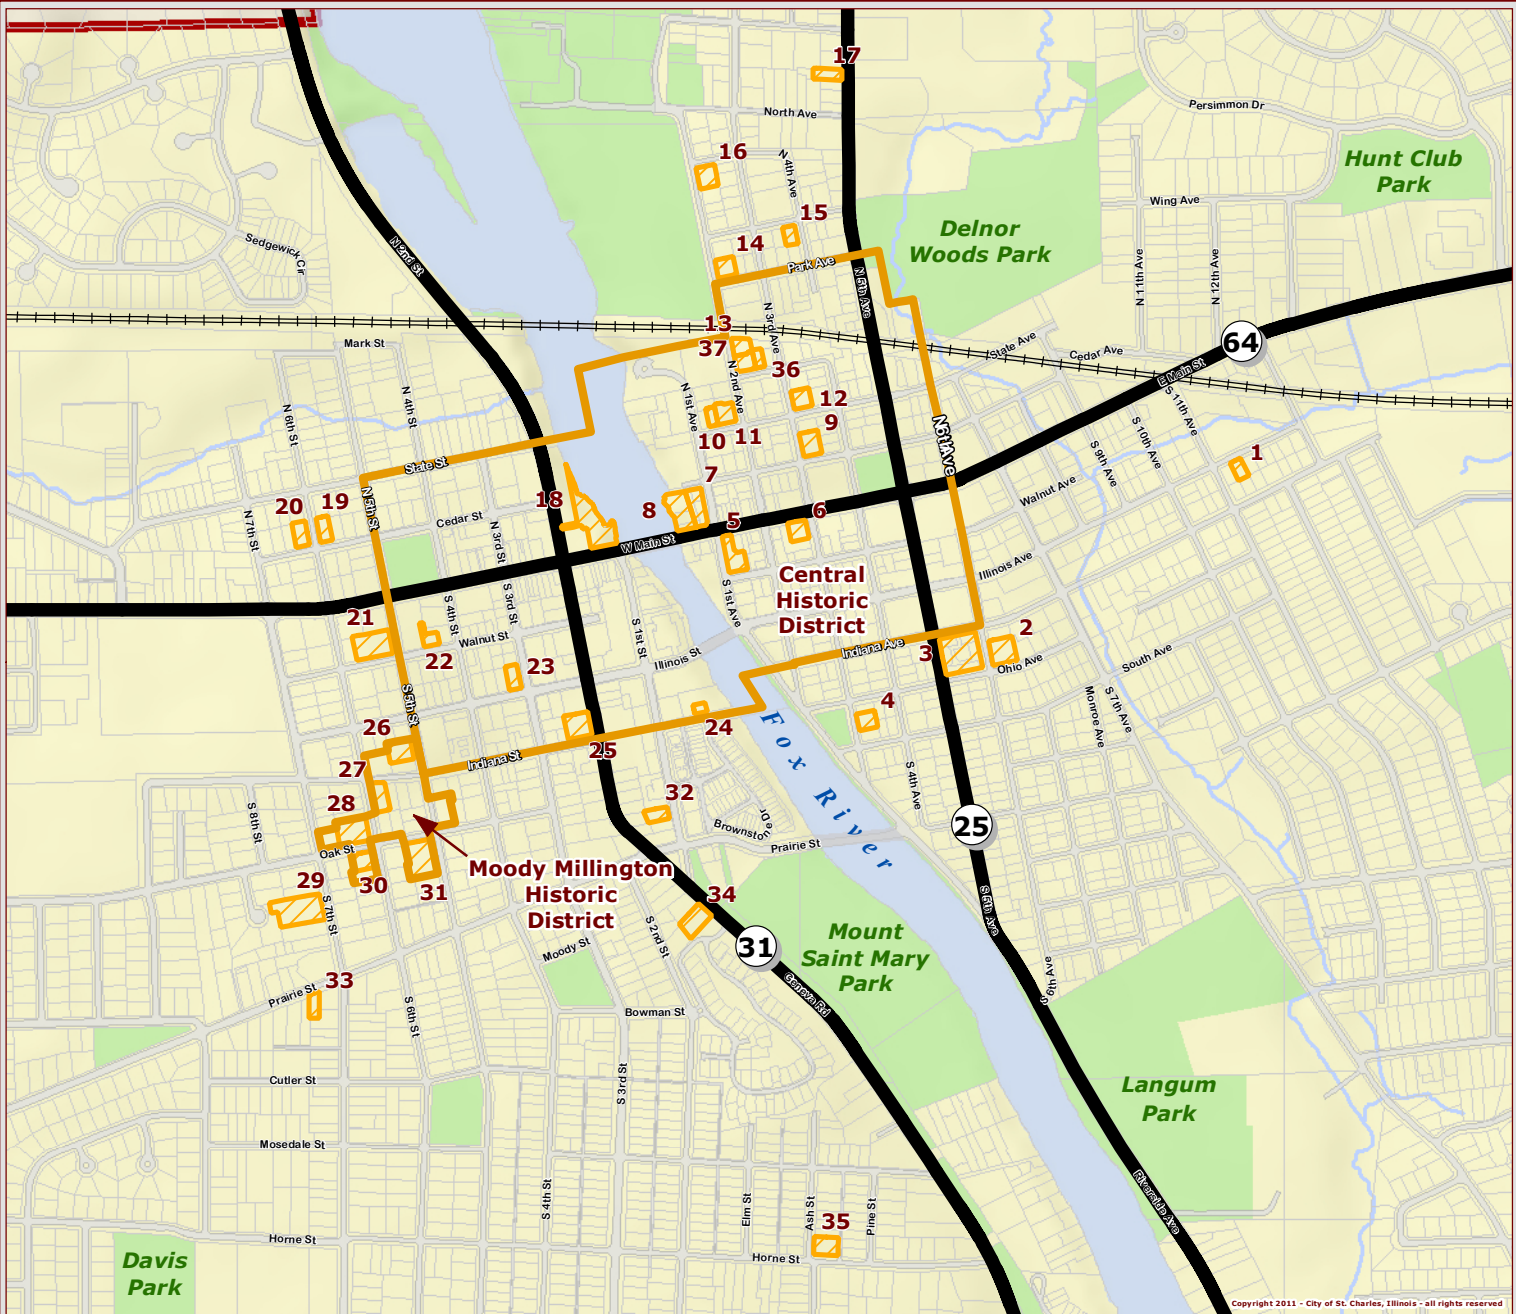 17
North Ave
Persimmon Dr
Hunt Club
Park
16
N 4th Ave
Wing Ave
15
Delnor
Woods Park
Sedgewick Cir
N 2nd St
14
Park Ave
N 5th Ave
N 11th Ave
N 12th Ave
N 3rd Ave
13
37
36
Mark St
State Ave
Cedar Ave
64
E Main St
N 6th St
N 4th St
N 1st Ave
N 2nd Ave
12
9
10
11
S 11th Ave
S 10th Ave
S 9th Ave
1
State St
7
8
18
20
19
N 5th St
N 7th St
Cedar St
N 3rd St
5
6
W Main St
Walnut Ave
Illinois Ave
Central
Historic
District
S 1st Ave
21
22
S 4th St
S 3rd St
Walnut St
S 1st St
Illinois St
23
Indiana Ave
3
2
Ohio Ave
South Ave
S 5th St
4
Monroe Ave
S 7th Ave
26
24
25
Indiana St
Fox River
27
28
32
S 8th St
S 4th Ave
25
Prairie St
Oak St
Moody Millington
Historic
District
29
30
31
S 7th St
34
S 5th Ave
S 2nd St
Moody St
31
Mount
Saint Mary
Park
33
Prairie St
S 6th St
Geneva Rd
S 6th Ave
Bowman St
Cutler St
S 3rd St
Langum
Park
Mosedale St
S 4th St
Elm St
Ash St
Pine St
35
Riverside Ave
Horne St
Horne St
Davis
Park
Copyright 2011 - City of St. Charles, Illinois - all rights reserved